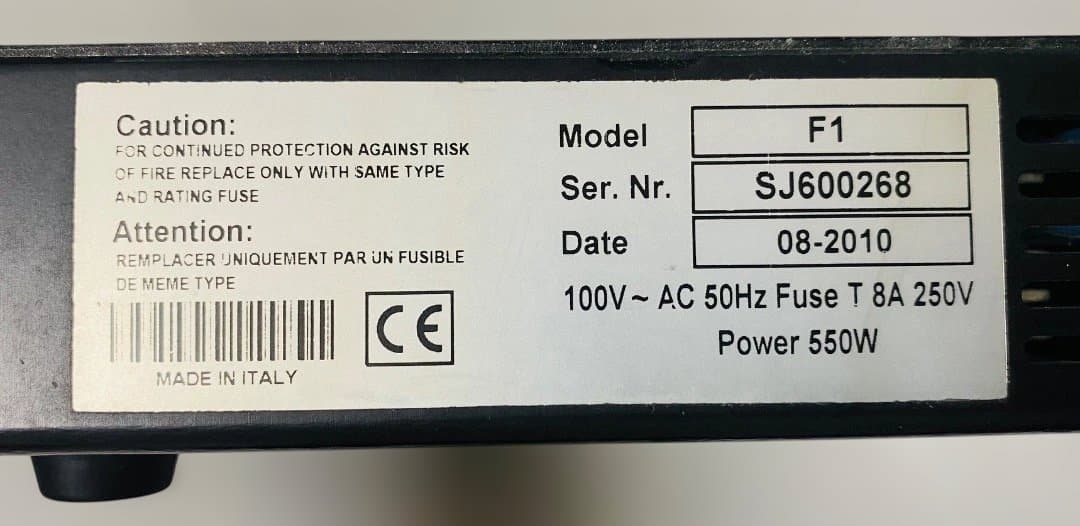 Caution:
FOR CONTINUED PROTECTION AGAINST RISK
OF FIRE REPLACE ONLY WITH SAME TYPE
AND RATING FUSE
Attention:
REMPLACER UNIQUEMENT PAR UN FUSIBLE
DE MEME TYPE
CE
MADE IN ITALY
Model F1
Ser. Nr. SJ600268
Date 08-2010
100V~ AC 50Hz Fuse T 8A 250V
Power 550W